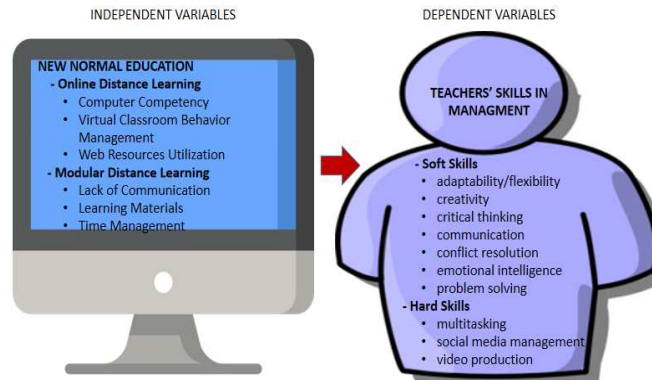 INDEPENDENT VARIABLES
NEW NORMAL EDUCATION
- Online Distance Learning
• Computer Competency
• Virtual Classroom Behavior
Management
• Web Resources Utilization
- Modular Distance Learning
• Lack of Communication
• Learning Materials
• Time Management
DEPENDENT VARIABLES
TEACHERS' SKILLS IN
MANAGMENT
- Soft Skills
• adaptability/flexibility
• creativity
• critical thinking
• communication
• conflict resolution
• emotional intelligence
• problem solving
- Hard Skills
• multitasking
• social media management
• video production